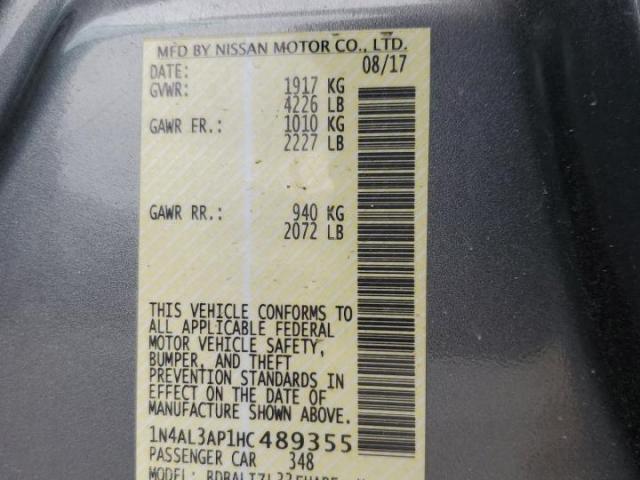 MFD BY NISSAN MOTOR CO., LTD.
DATE: 08/17
GVWR: 1917 KG
4226 LB
GAWR FR.: 1010 KG
2227 LB
GAWR RR.: 940 KG
2072 LB
THIS VEHICLE CONFORMS TO
ALL APPLICABLE FEDERAL
MOTOR VEHICLE SAFETY,
BUMPER, AND THEFT
PREVENTION STANDARDS IN
EFFECT ON THE DATE OF
MANUFACTURE SHOWN ABOVE.
1N4AL3AP1HC489355
PASSENGER CAR 348
MODEL: